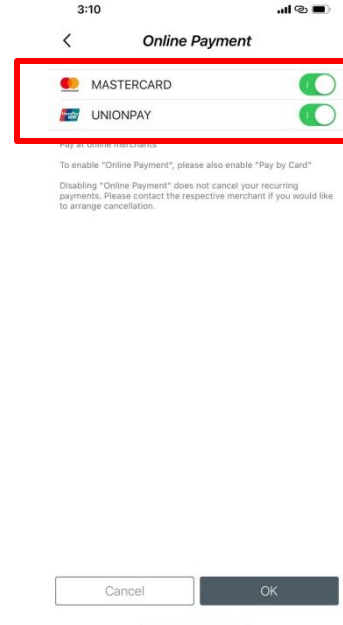 3:10
Online Payment
MASTERCARD
UnionPay UNIONPAY
Pay at online merchants
To enable "Online Payment", please also enable "Pay by Card"
Disabling "Online Payment" does not cancel your recurring
payments. Please contact the respective merchant if you would like
to arrange cancellation.
Cancel OK